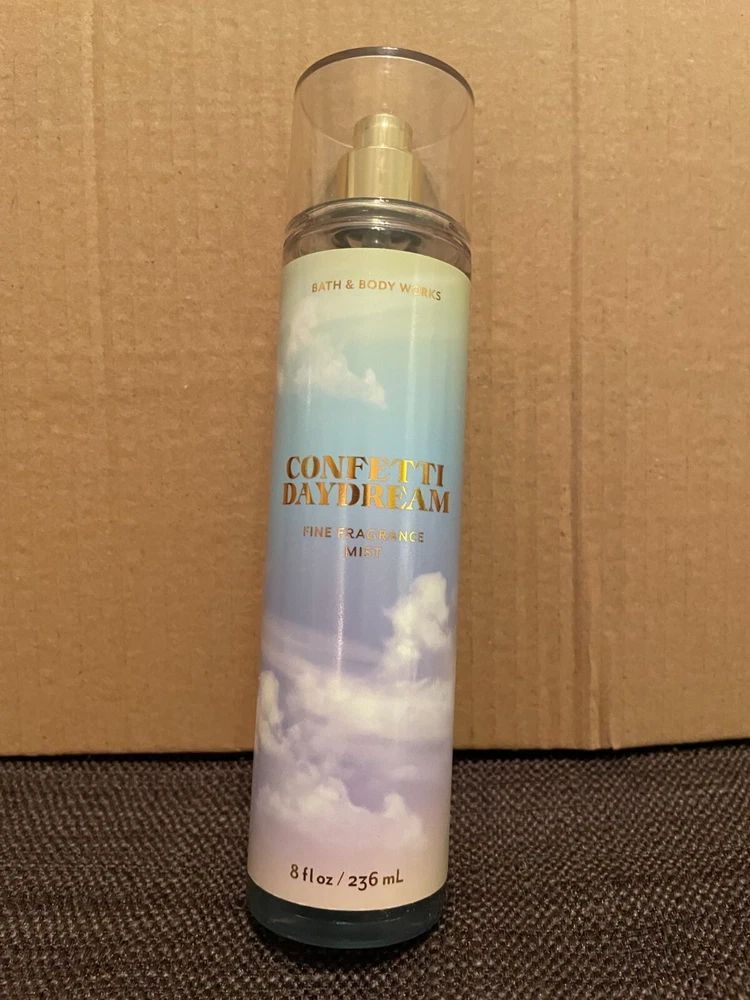 BATH & BODY WORKS
CONFETTI
DAYDREAM
FINE FRAGRANCE
MIST
8 fl oz / 236 mL